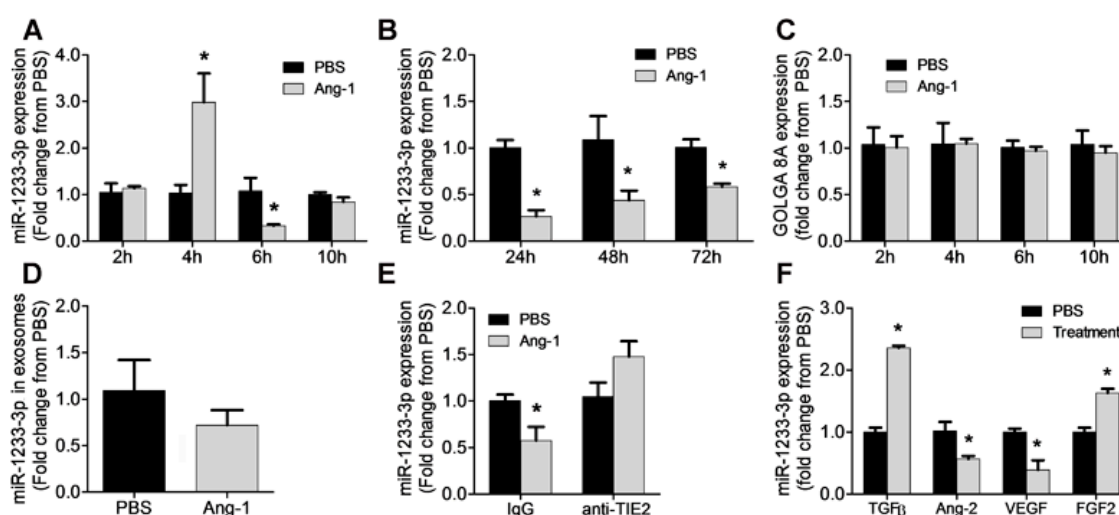 A
miR-1233-3p expression
(Fold change from PBS)
4.0
3.0
2.0
1.0
0.0
PBS
Ang-1
*
*
2h 4h 6h 10h
B
miR-1233-3p expression
(Fold change from PBS)
2.0
1.5
1.0
0.5
0.0
PBS
Ang-1
*
*
*
24h 48h 72h
C
GOLGA 8A expression
(fold change from PBS)
2.0
1.5
1.0
0.5
0.0
PBS
Ang-1
2h 4h 6h 10h
D
miR-1233-3p in exosomes
(Fold change from PBS)
2.0
1.5
1.0
0.5
0.0
PBS Ang-1
E
miR-1233-3p expression
(Fold change from PBS)
2.0
1.5
1.0
0.5
0.0
PBS
Ang-1
*
IgG anti-TIE2
F
miR-1233-3p expression
(fold change from PBS)
3.0
2.0
1.0
0.0
PBS
Treatment
*
*
*
*
TGFβ Ang-2 VEGF FGF2